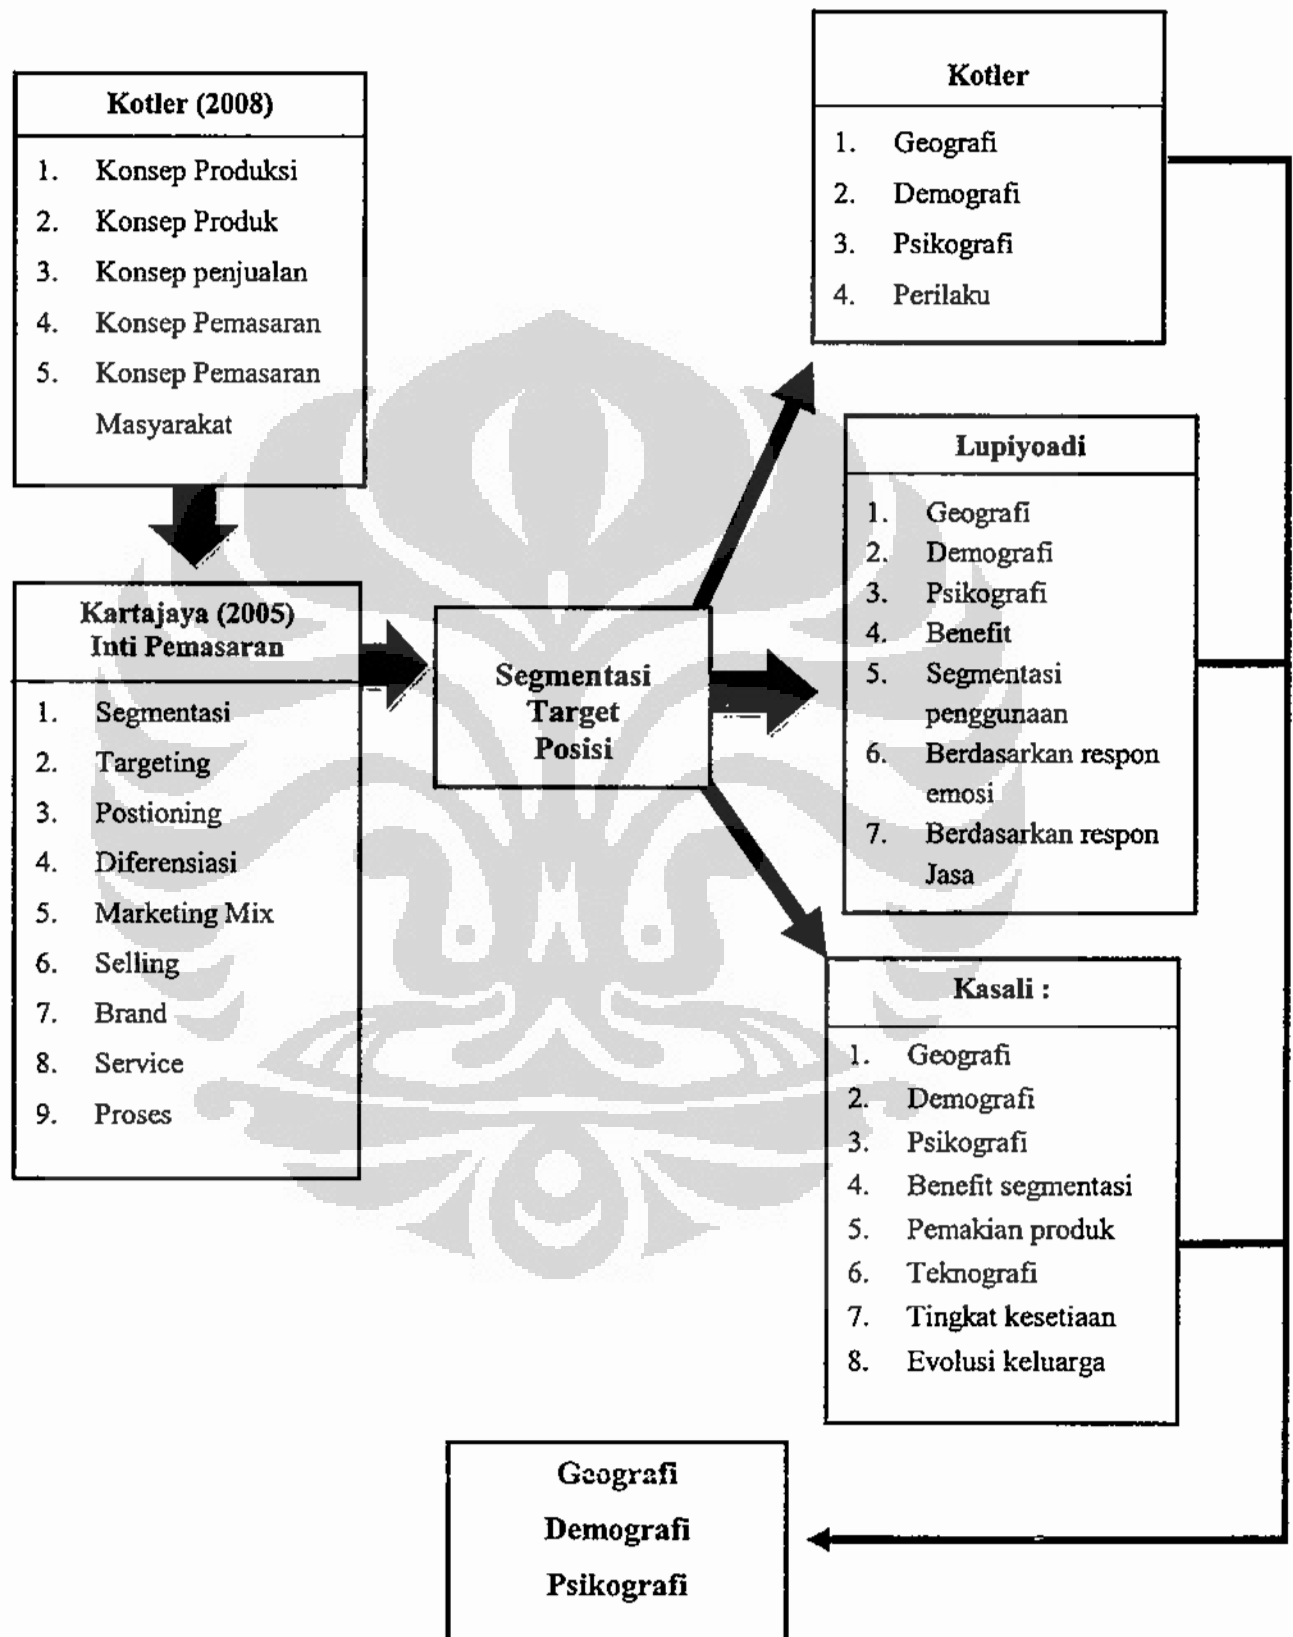 Kotler (2008)
1. Konsep Produksi
2. Konsep Produk
3. Konsep penjualan
4. Konsep Pemasaran
5. Konsep Pemasaran
Masyarakat
Kartajaya (2005)
Inti Pemasaran
1. Segmentasi
2. Targeting
3. Postioning
4. Diferensiasi
5. Marketing Mix
6. Selling
7. Brand
8. Service
9. Proses
Segmentasi
Target
Posisi
Kotler
1. Geografi
2. Demografi
3. Psikografi
4. Perilaku
Lupiyoadi
1. Geografi
2. Demografi
3. Psikografi
4. Benefit
5. Segmentasi
penggunaan
6. Berdasarkan respon
emosi
7. Berdasarkan respon
Jasa
Kasali :
1. Geografi
2. Demografi
3. Psikografi
4. Benefit segmentasi
5. Pemakian produk
6. Teknografi
7. Tingkat kesetiaan
8. Evolusi keluarga
Geografi
Demografi
Psikografi